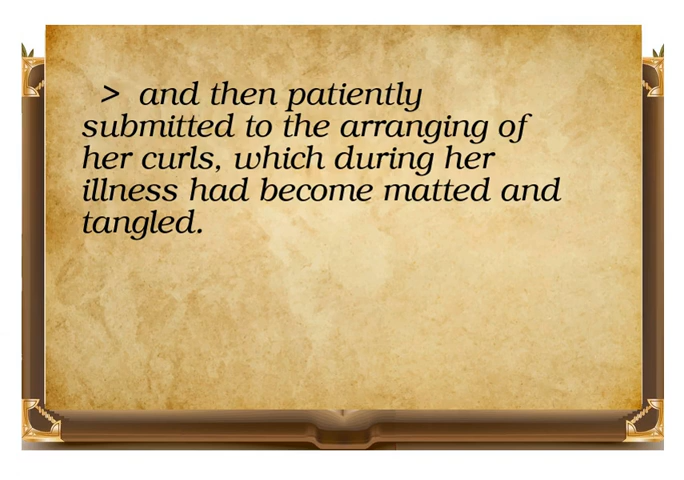 > and then patiently
submitted to the arranging of
her curls, which during her
illness had become matted and
tangled.